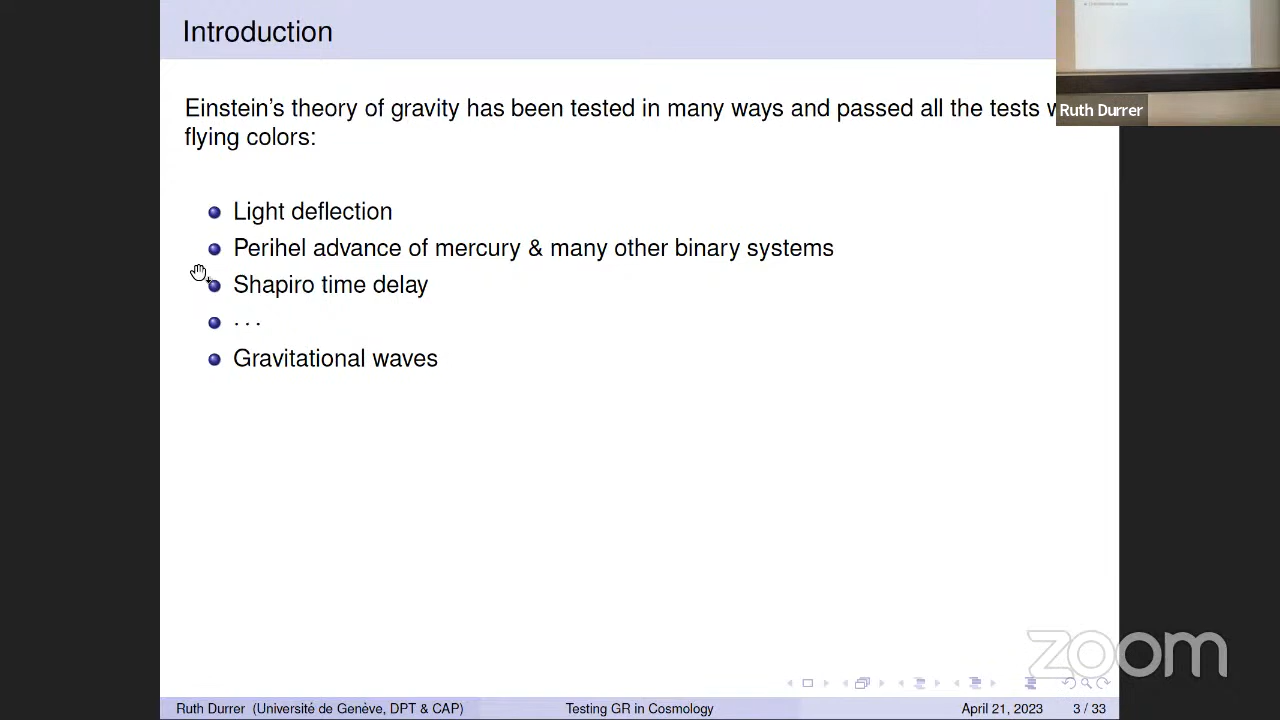 Introduction
Einstein's theory of gravity has been tested in many ways and passed all the tests
flying colors:
Light deflection
Perihel advance of mercury & many other binary systems
Shapiro time delay
· · ·
Gravitational waves
Ruth Durrer
zoom
Ruth Durrer (Université de Genève, DPT & CAP)
Testing GR in Cosmology
April 21, 2023
3 / 33